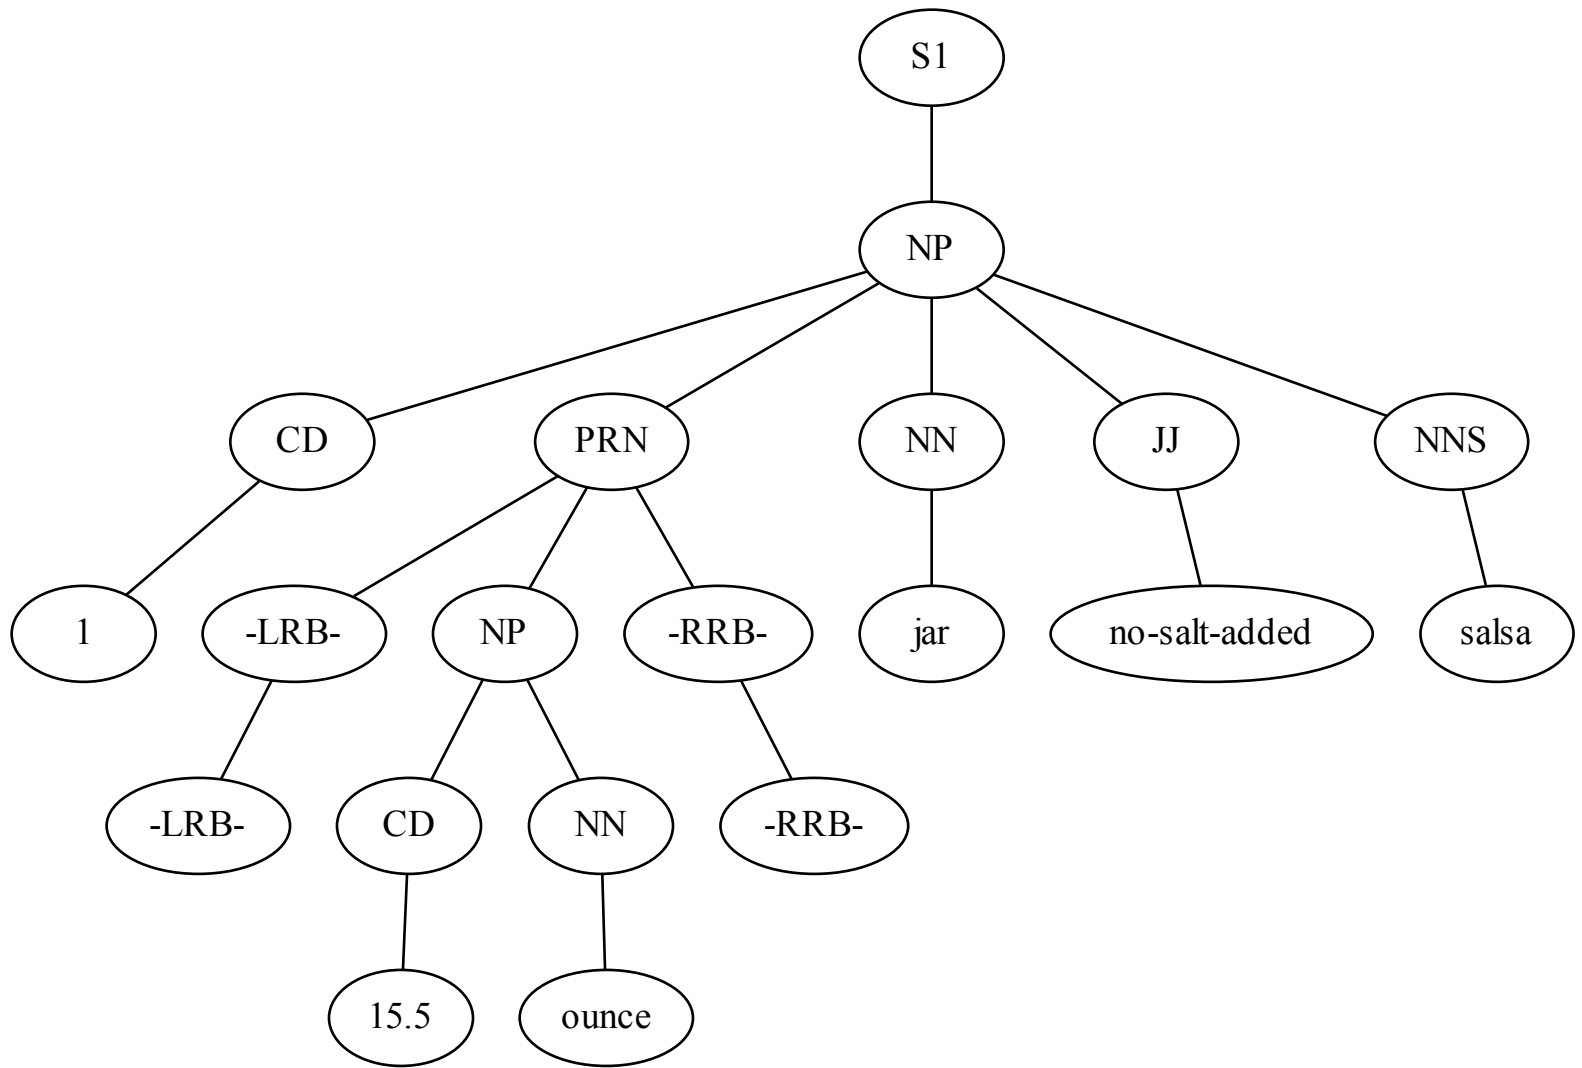 S1
NP
CD PRN NN JJ NNS
1 -LRB- NP -RRB- jar no-salt-added salsa
-LRB- CD NN -RRB-
15.5 ounce